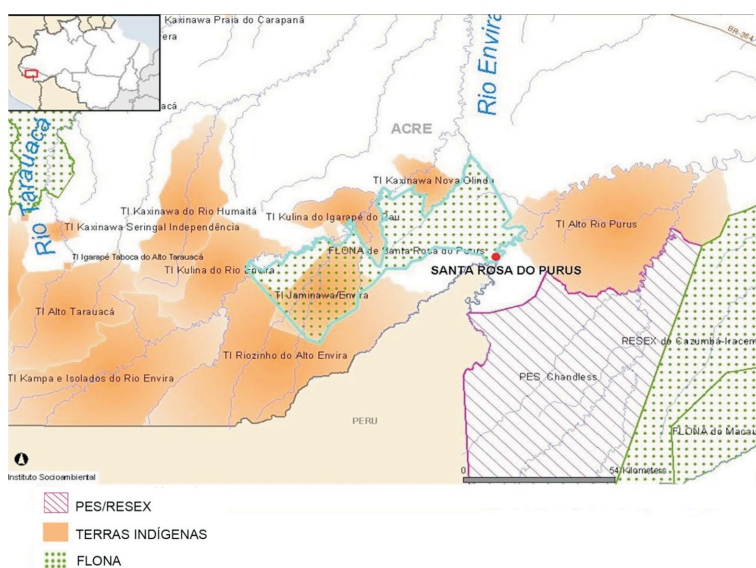 TI Kaxinawa Praia do Carapanã
BR-364
Rio Envira
ACRE
Rio Tarauacá
TI Kaxinawa Nova Olinda
TI Kaxinawa do Rio Humaitá
TI Kulina do Igarapé do Pau
TI Kaxinawa Seringal Independência
TI Alto Rio Purus
FLONA de Santa Rosa do Purus
TI Igarapé Taboca do Alto Tarauacá
TI Kulina do Rio Envira
SANTA ROSA DO PURUS
TI Jaminawa/Envira
TI Alto Tarauacá
RESEX do Cazumbá-Iracem
TI Riozinho do Alto Envira
TI Kampa e Isolados do Rio Envira
PES Chandless
PERU
FLONA do Macau
Instituto Socioambiental
0
54 Kilometers
PES/RESEX
TERRAS INDÍGENAS
FLONA